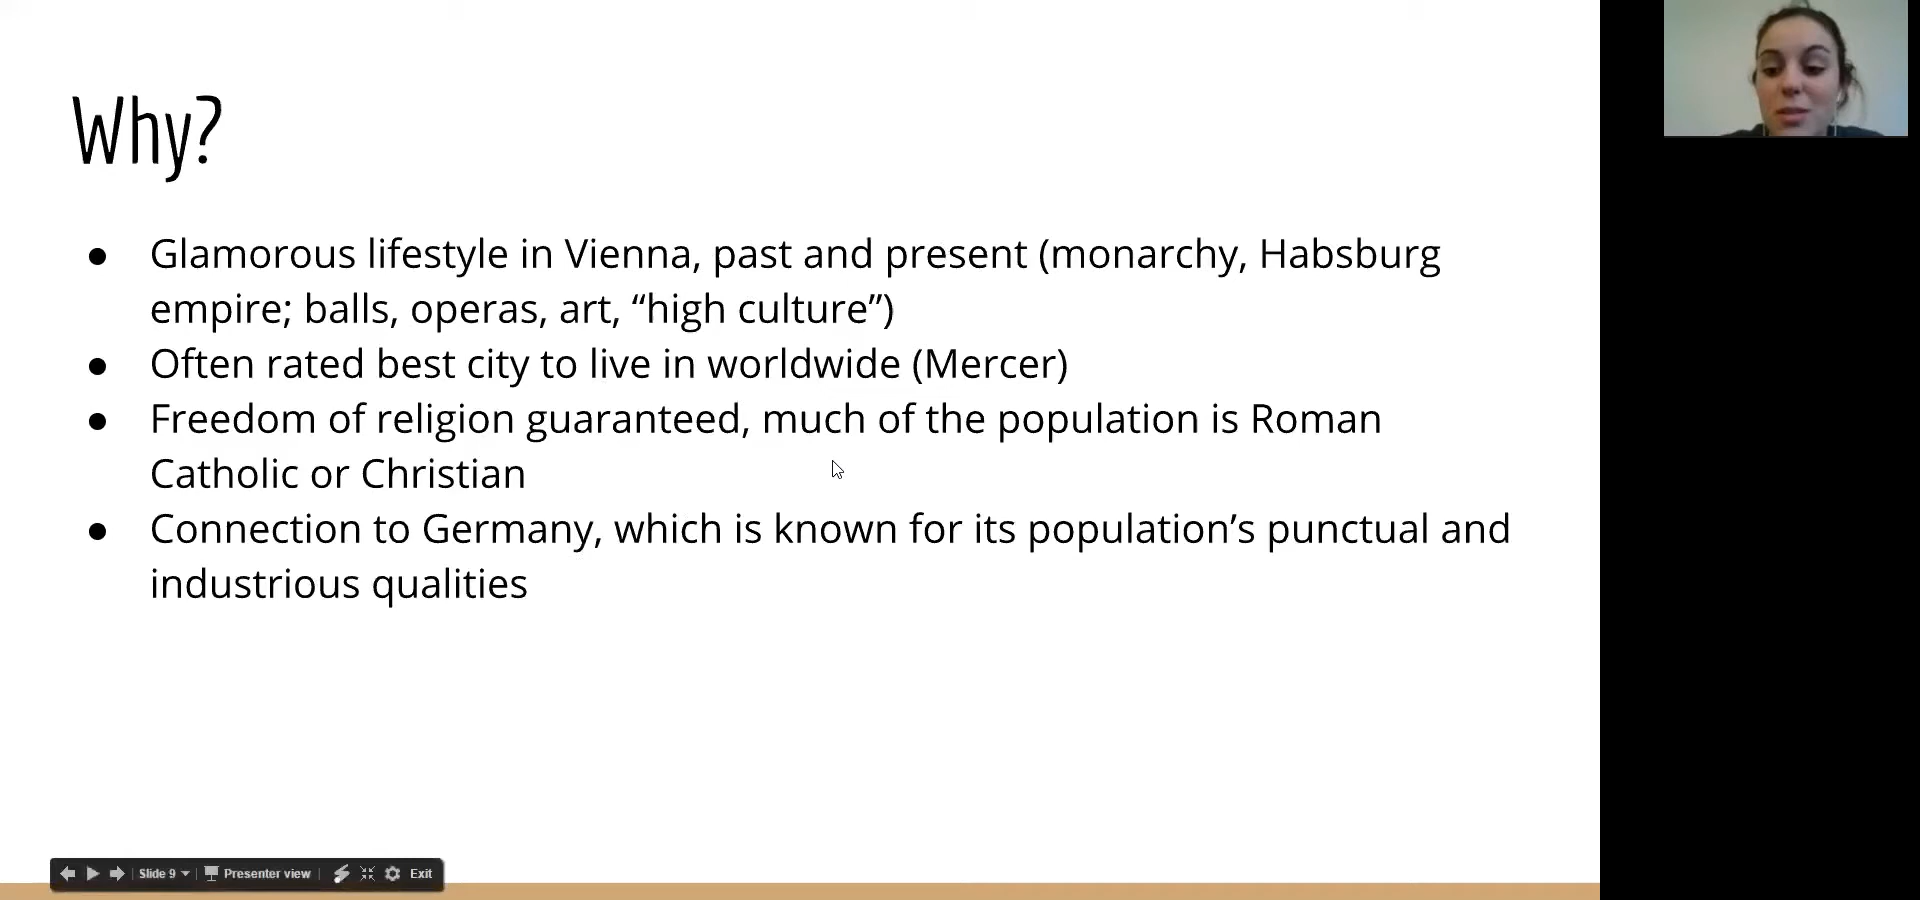 Why?
● Glamorous lifestyle in Vienna, past and present (monarchy, Habsburg
empire; balls, operas, art, “high culture”)
● Often rated best city to live in worldwide (Mercer)
● Freedom of religion guaranteed, much of the population is Roman
Catholic or Christian
● Connection to Germany, which is known for its population’s punctual and
industrious qualities
Slide 9 Presenter view Exit